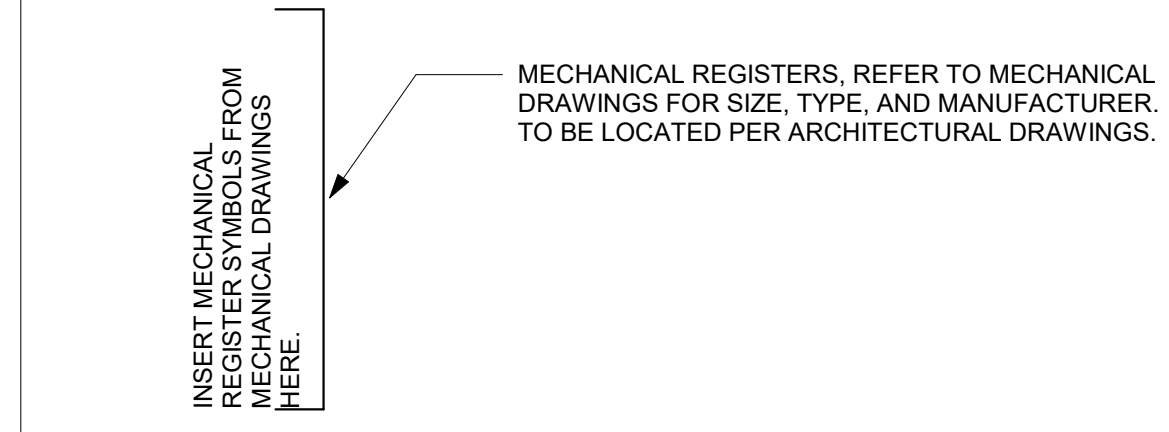 INSERT MECHANICAL
REGISTER SYMBOLS FROM
MECHANICAL DRAWINGS
HERE.
MECHANICAL REGISTERS, REFER TO MECHANICAL
DRAWINGS FOR SIZE, TYPE, AND MANUFACTURER.
TO BE LOCATED PER ARCHITECTURAL DRAWINGS.